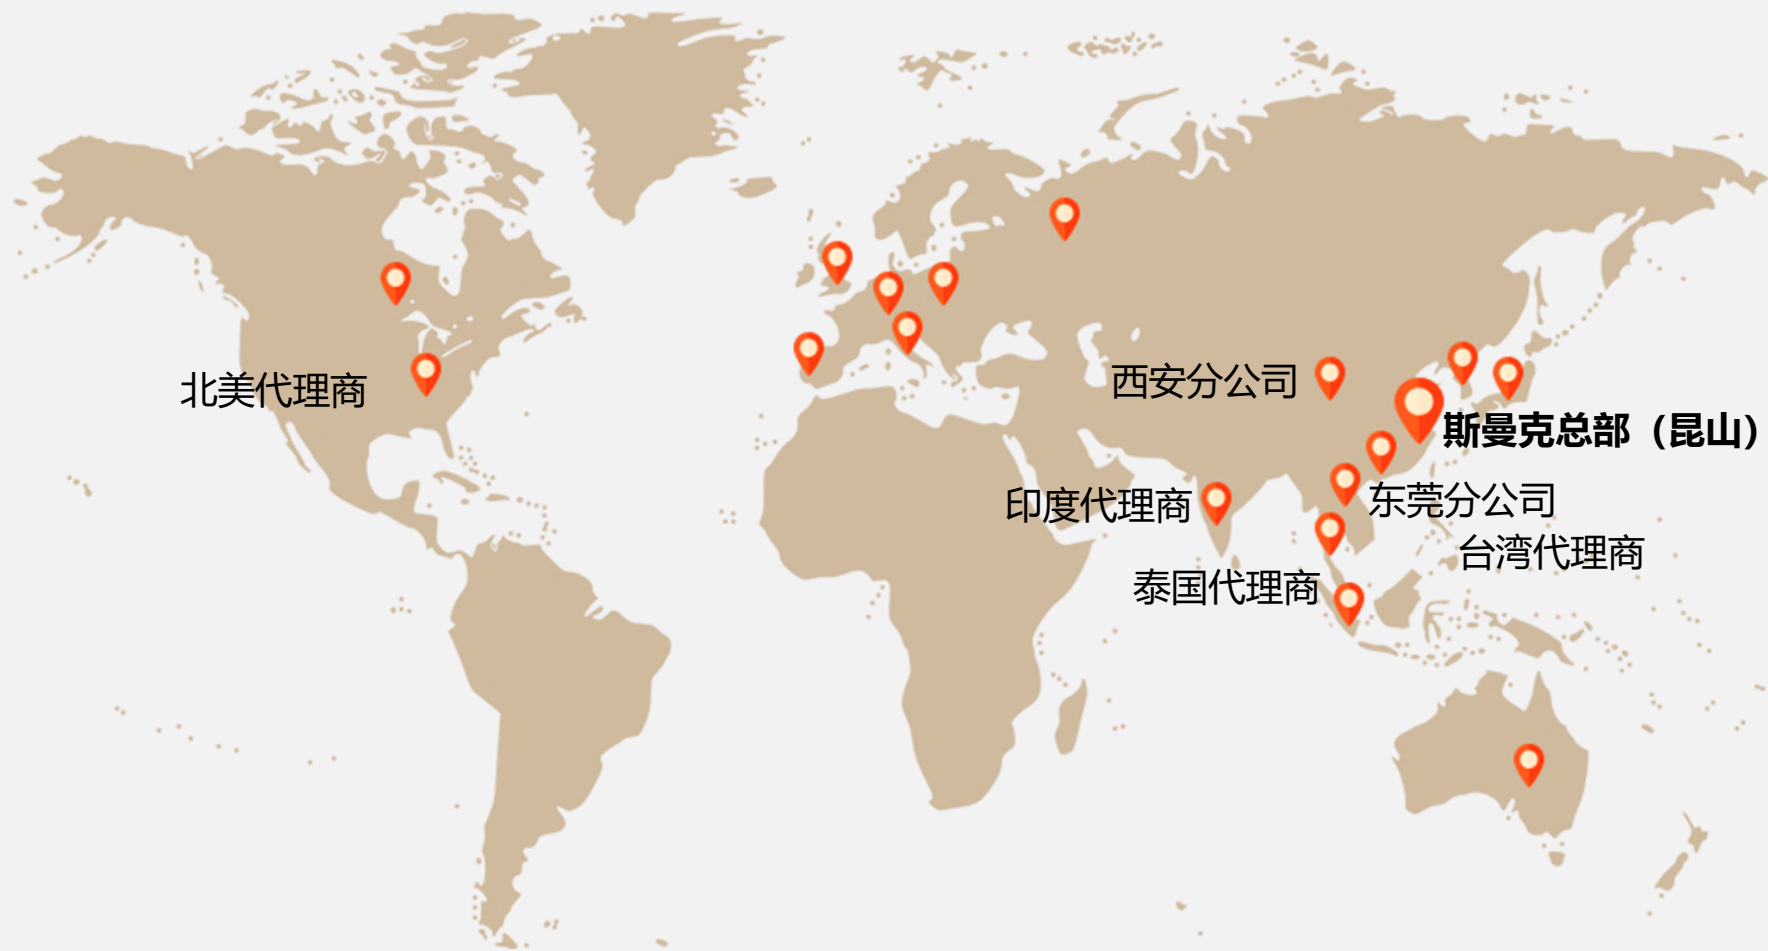 西安分公司
北美代理商
斯曼克总部（昆山）
印度代理商
东莞分公司
台湾代理商
泰国代理商